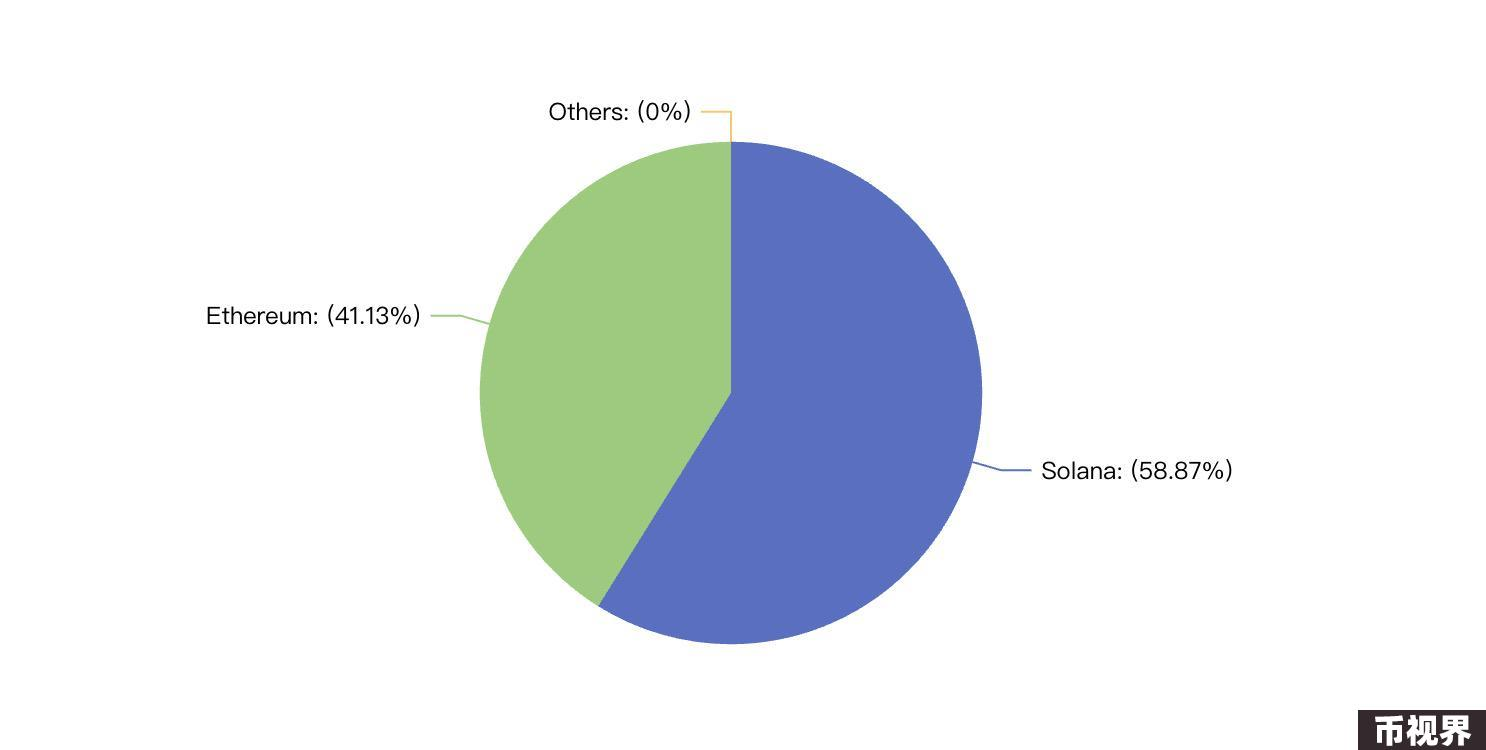 Others: (0%)
Ethereum: (41.13%)
Solana: (58.87%)
币视界